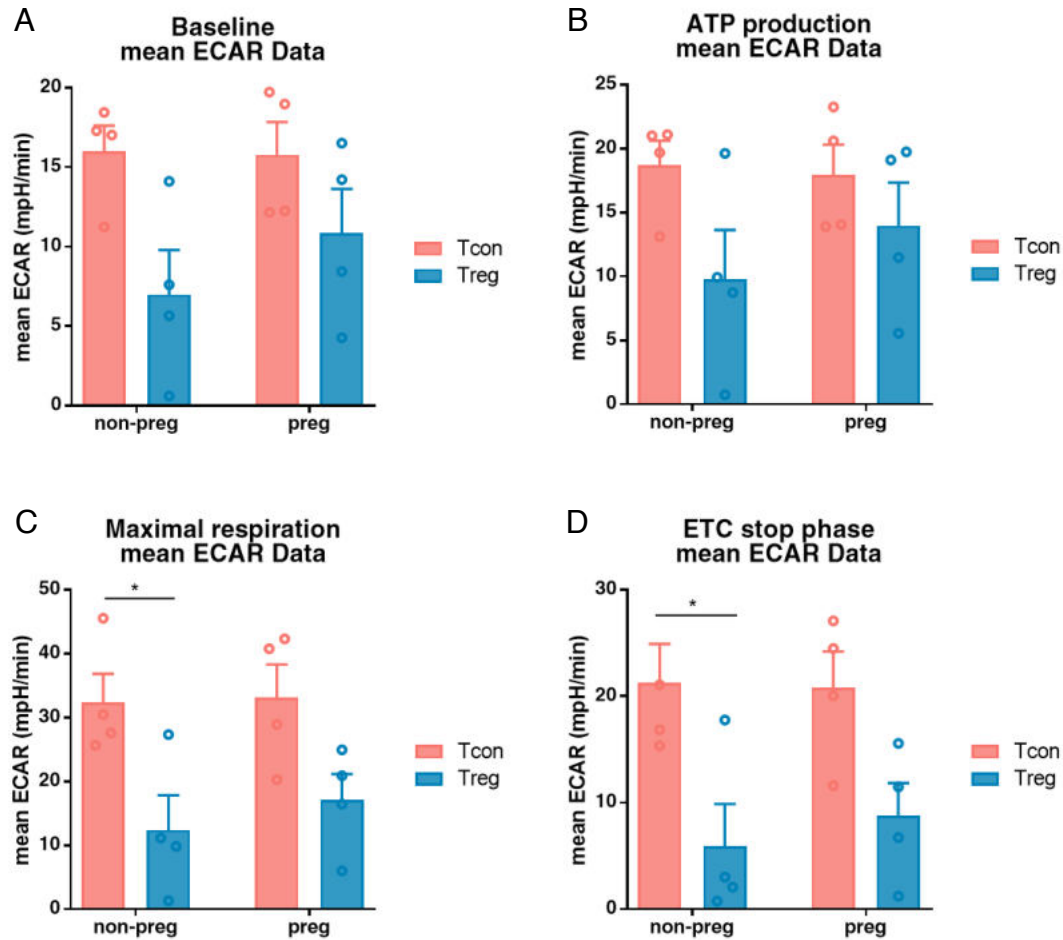 A
Baseline
mean ECAR Data
mean ECAR (mpH/min)
20
15
10
5
0
non-preg
preg
Tcon
Treg
B
ATP production
mean ECAR Data
mean ECAR (mpH/min)
25
20
15
10
5
0
non-preg
preg
Tcon
Treg
C
Maximal respiration
mean ECAR Data
mean ECAR (mpH/min)
50
40
30
20
10
0
*
non-preg
preg
Tcon
Treg
D
ETC stop phase
mean ECAR Data
mean ECAR (mpH/min)
30
20
10
0
*
non-preg
preg
Tcon
Treg